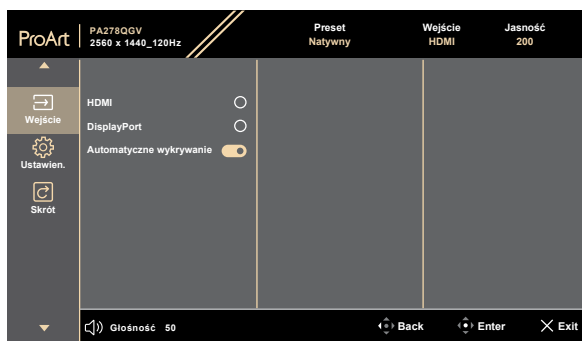 ProArt
PA278QGV
2560 x 1440_120Hz
Preset
Natywny
Wejście
HDMI
Jasność
200
Wejście
Ustawien.
Skrót
HDMI
DisplayPort
Automatyczne wykrywanie
Głośność 50
Back
Enter
Exit